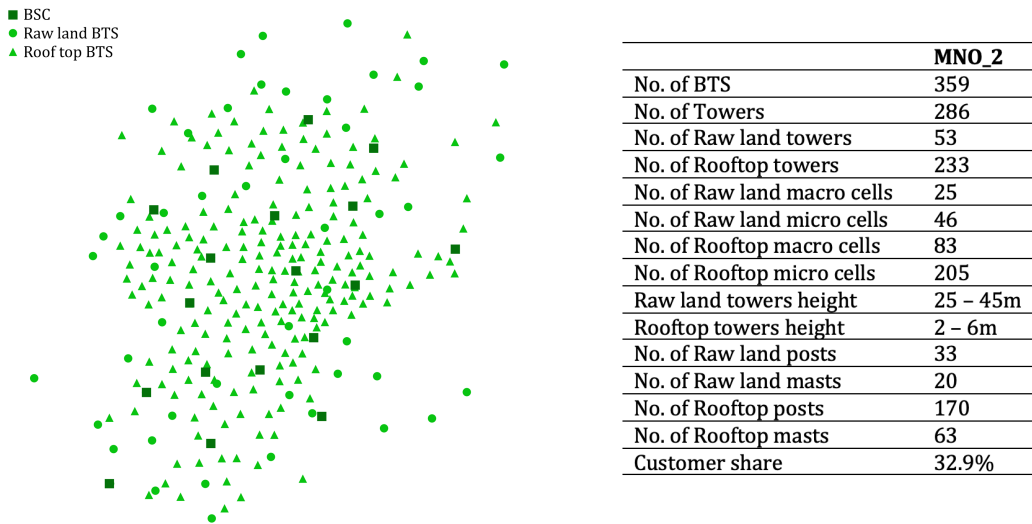 BSC
Raw land BTS
Roof top BTS
MNO_2
No. of BTS 359
No. of Towers 286
No. of Raw land towers 53
No. of Rooftop towers 233
No. of Raw land macro cells 25
No. of Raw land micro cells 46
No. of Rooftop macro cells 83
No. of Rooftop micro cells 205
Raw land towers height 25 – 45m
Rooftop towers height 2 – 6m
No. of Raw land posts 33
No. of Raw land masts 20
No. of Rooftop posts 170
No. of Rooftop masts 63
Customer share 32.9%